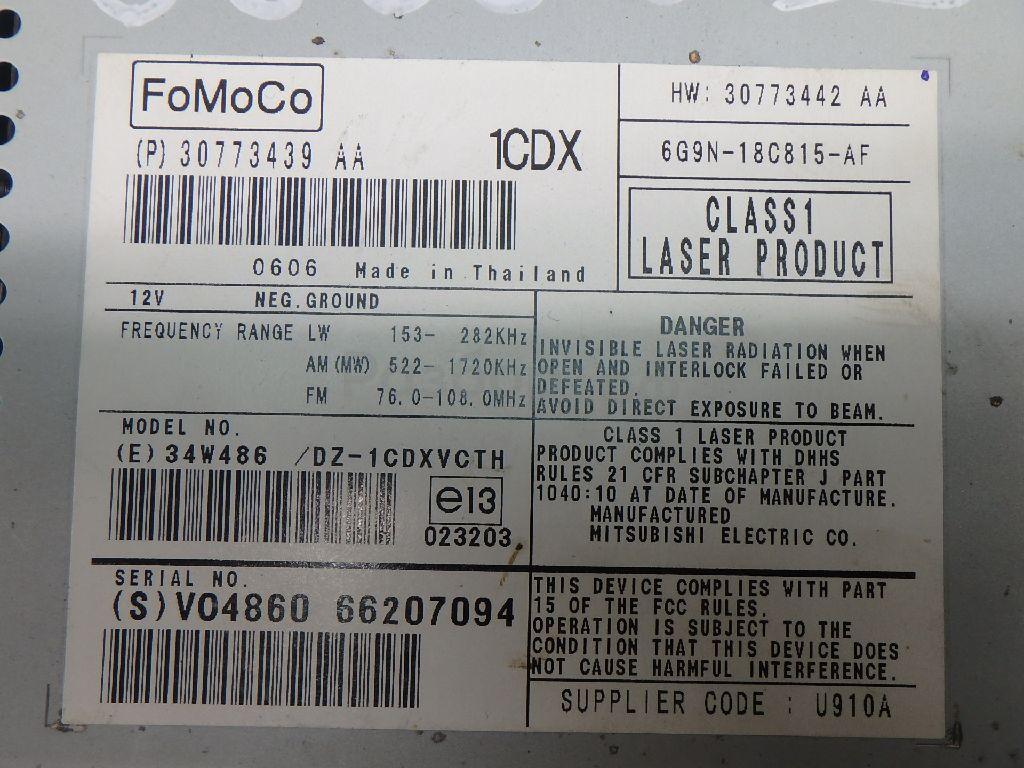 FoMoCo
(P) 30773439 AA
1CDX
0606 Made in Thailand
HW: 30773442 AA
6G9N-18C815-AF
CLASS1
LASER PRODUCT
12V NEG.GROUND
FREQUENCY RANGE LW 153- 282KHz
AM (MW) 522- 1720KHz
FM 76.0-108.0MHz
DANGER
INVISIBLE LASER RADIATION WHEN
OPEN AND INTERLOCK FAILED OR
DEFEATED.
AVOID DIRECT EXPOSURE TO BEAM.
MODEL NO.
(E) 34W486 /DZ-1CDXVCTH
e13
023203
CLASS 1 LASER PRODUCT
PRODUCT COMPLIES WITH DHHS
RULES 21 CFR SUBCHAPTER J PART
1040:10 AT DATE OF MANUFACTURE.
MANUFACTURED
MITSUBISHI ELECTRIC CO.
SERIAL NO.
(S) VO4860 66207094
THIS DEVICE COMPLIES WITH PART
15 OF THE FCC RULES.
OPERATION IS SUBJECT TO THE
CONDITION THAT THIS DEVICE DOES
NOT CAUSE HARMFUL INTERFERENCE.
SUPPLIER CODE : U910A